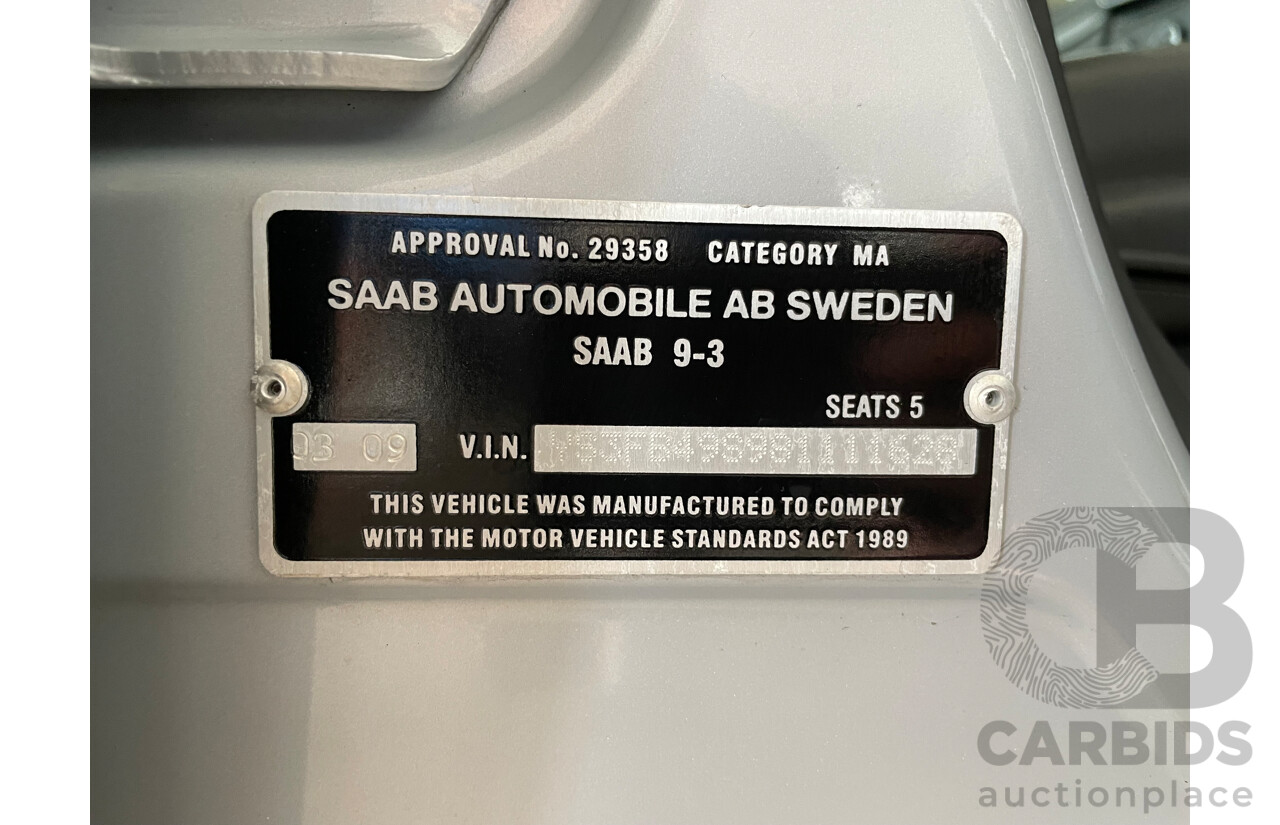 APPROVAL No. 29358 CATEGORY MA
SAAB AUTOMOBILE AB SWEDEN
SAAB 9-3
SEATS 5
03 09 V.I.N.
THIS VEHICLE WAS MANUFACTURED TO COMPLY
WITH THE MOTOR VEHICLE STANDARDS ACT 1989
CB
CARBIDS
auctionplace